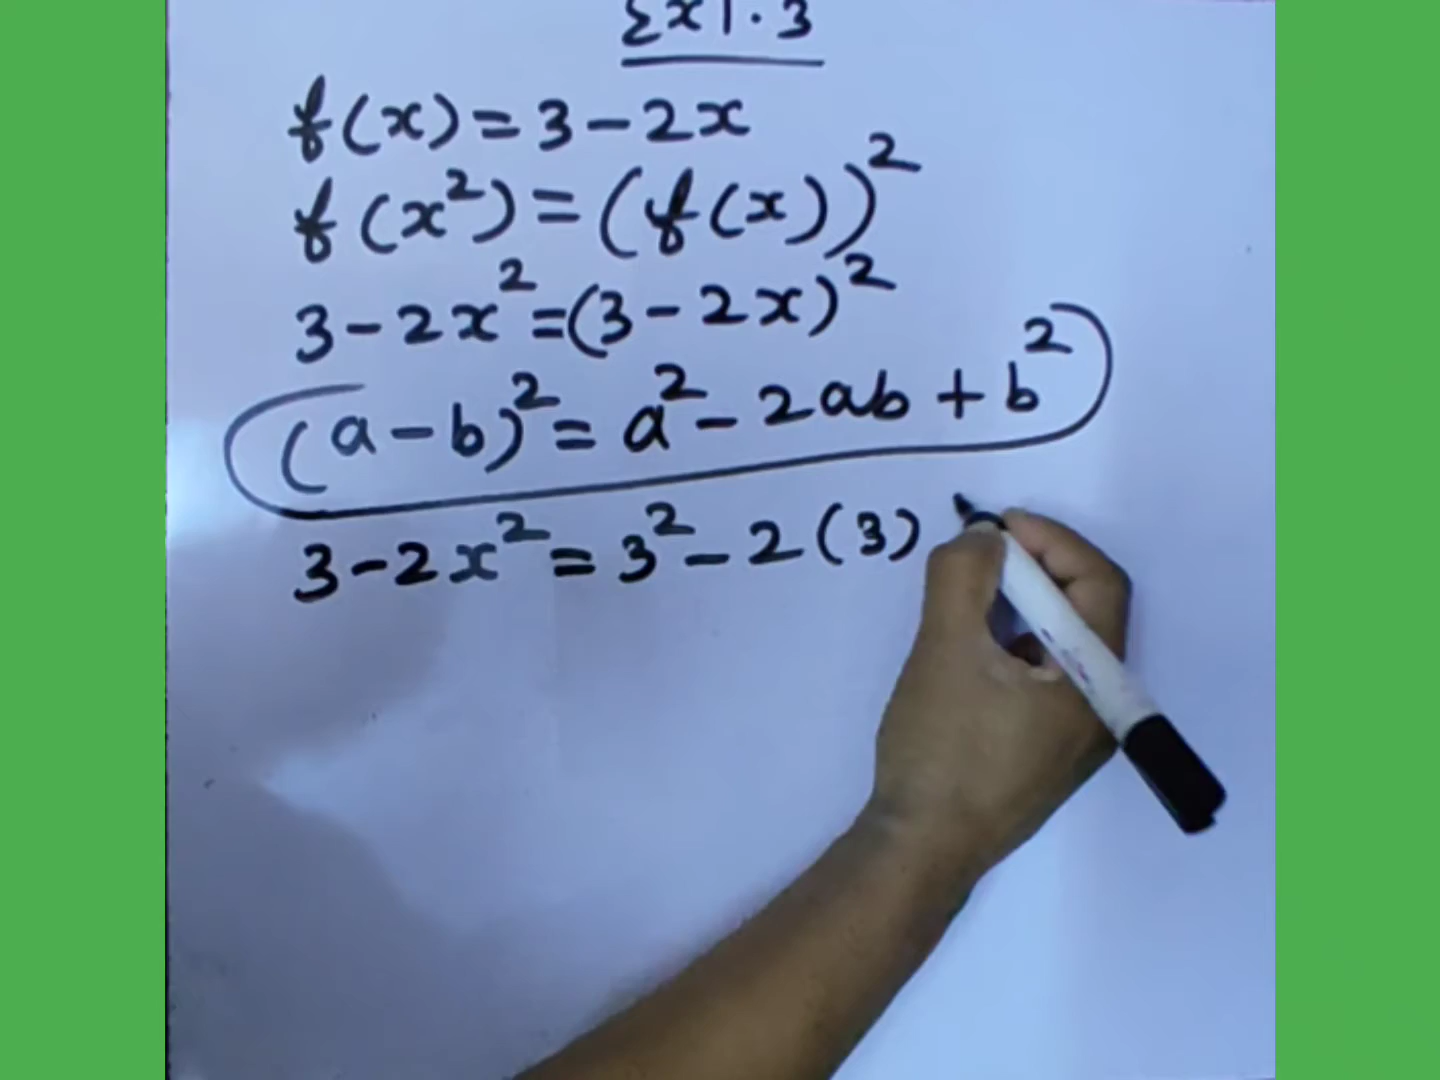 Ex 1.3
f(x) = 3 - 2x
f(x²) = (f(x))²
3 - 2x² = (3 - 2x)²
(a - b)² = a² - 2ab + b²
3 - 2x² = 3² - 2(3)